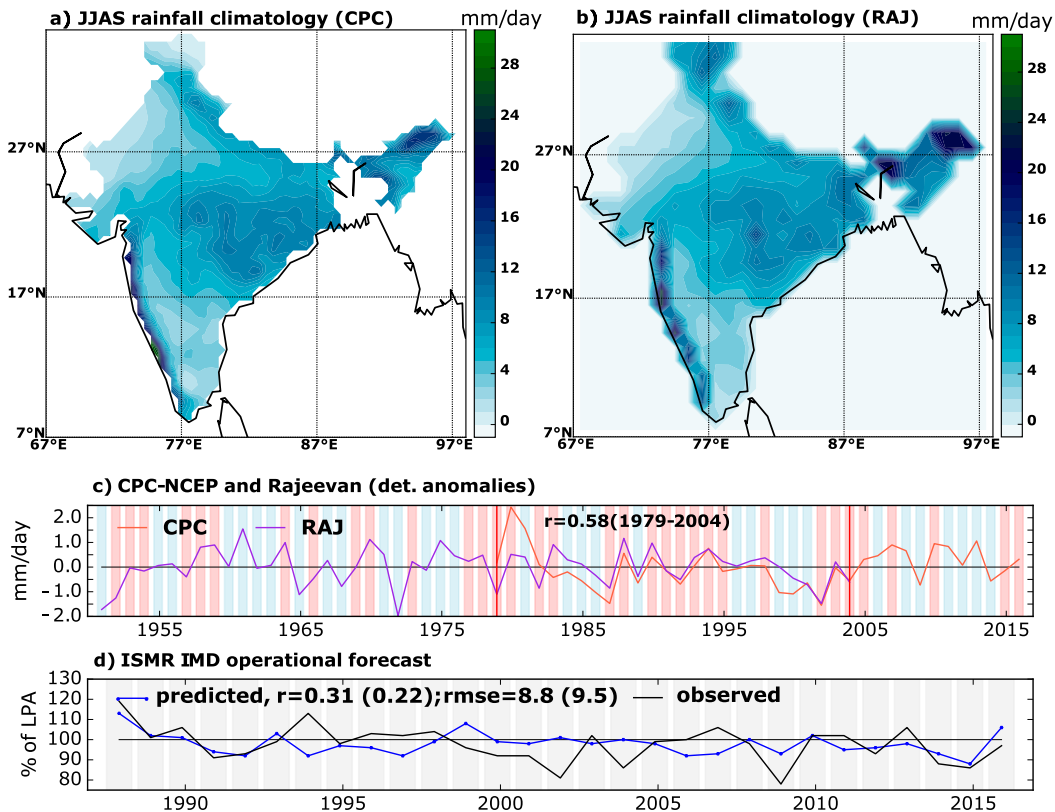 a) JJAS rainfall climatology (CPC)
mm/day
28
24
20
16
12
8
4
0
27°N
17°N
7°N
67°E 77°E 87°E 97°E
b) JJAS rainfall climatology (RAJ)
mm/day
28
24
20
16
12
8
4
0
27°N
17°N
7°N
67°E 77°E 87°E 97°E
c) CPC-NCEP and Rajeevan (det. anomalies)
CPC RAJ r=0.58(1979-2004)
mm/day
2.0
1.0
0.0
-1.0
2.0
1955 1965 1975 1985 1995 2005 2015
d) ISMR IMD operational forecast
predicted, r=0.31 (0.22);rmse=8.8 (9.5) observed
% of LPA
130
120
110
100
90
80
1990 1995 2000 2005 2010 2015